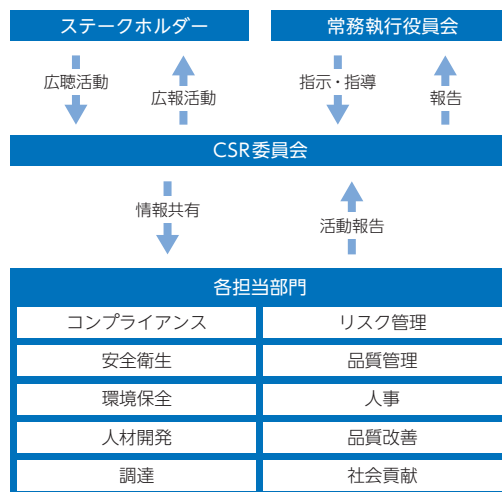 ステークホルダー
常務執行役員会
広聴活動
広報活動
指示・指導
報告
CSR委員会
情報共有
活動報告
各担当部門
コンプライアンス
リスク管理
安全衛生
品質管理
環境保全
人事
人材開発
品質改善
調達
社会貢献